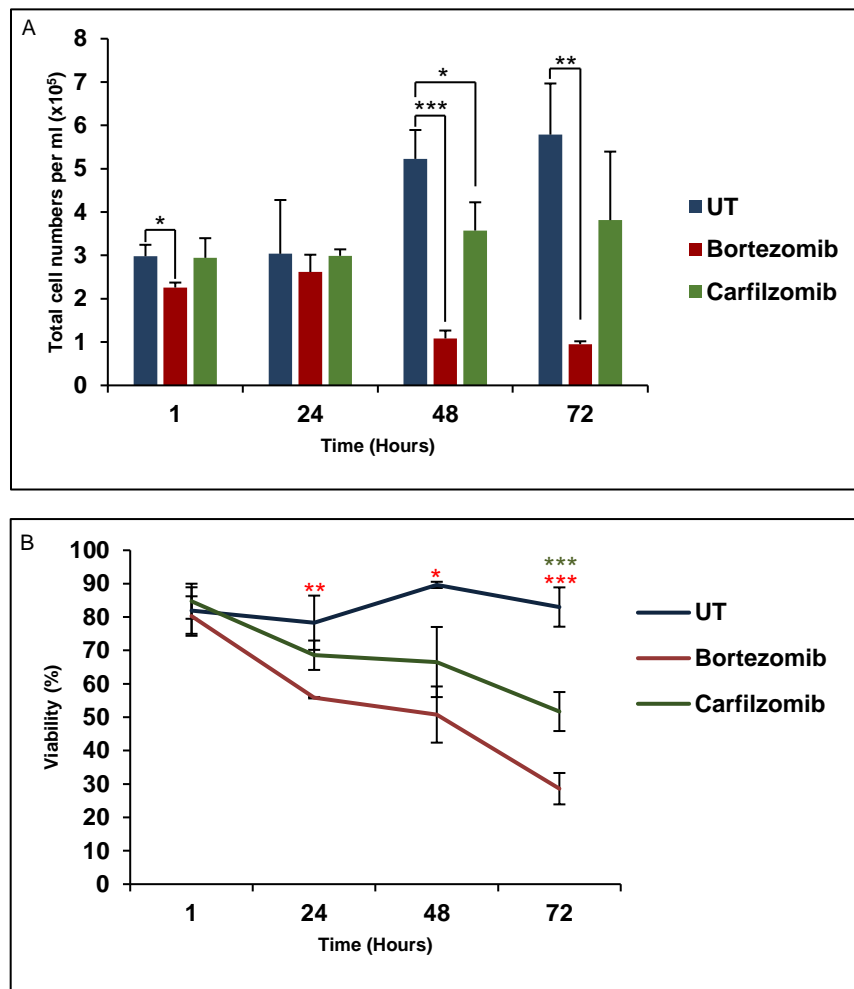 A
Total cell numbers per ml (x10⁵)
8
7
6
5
4
3
2
1
0
*
***
*
**
1 24 48 72
Time (Hours)
UT
Bortezomib
Carfilzomib
B
Viability (%)
100
90
80
70
60
50
40
30
20
10
0
**
*
***
***
1 24 48 72
Time (Hours)
UT
Bortezomib
Carfilzomib